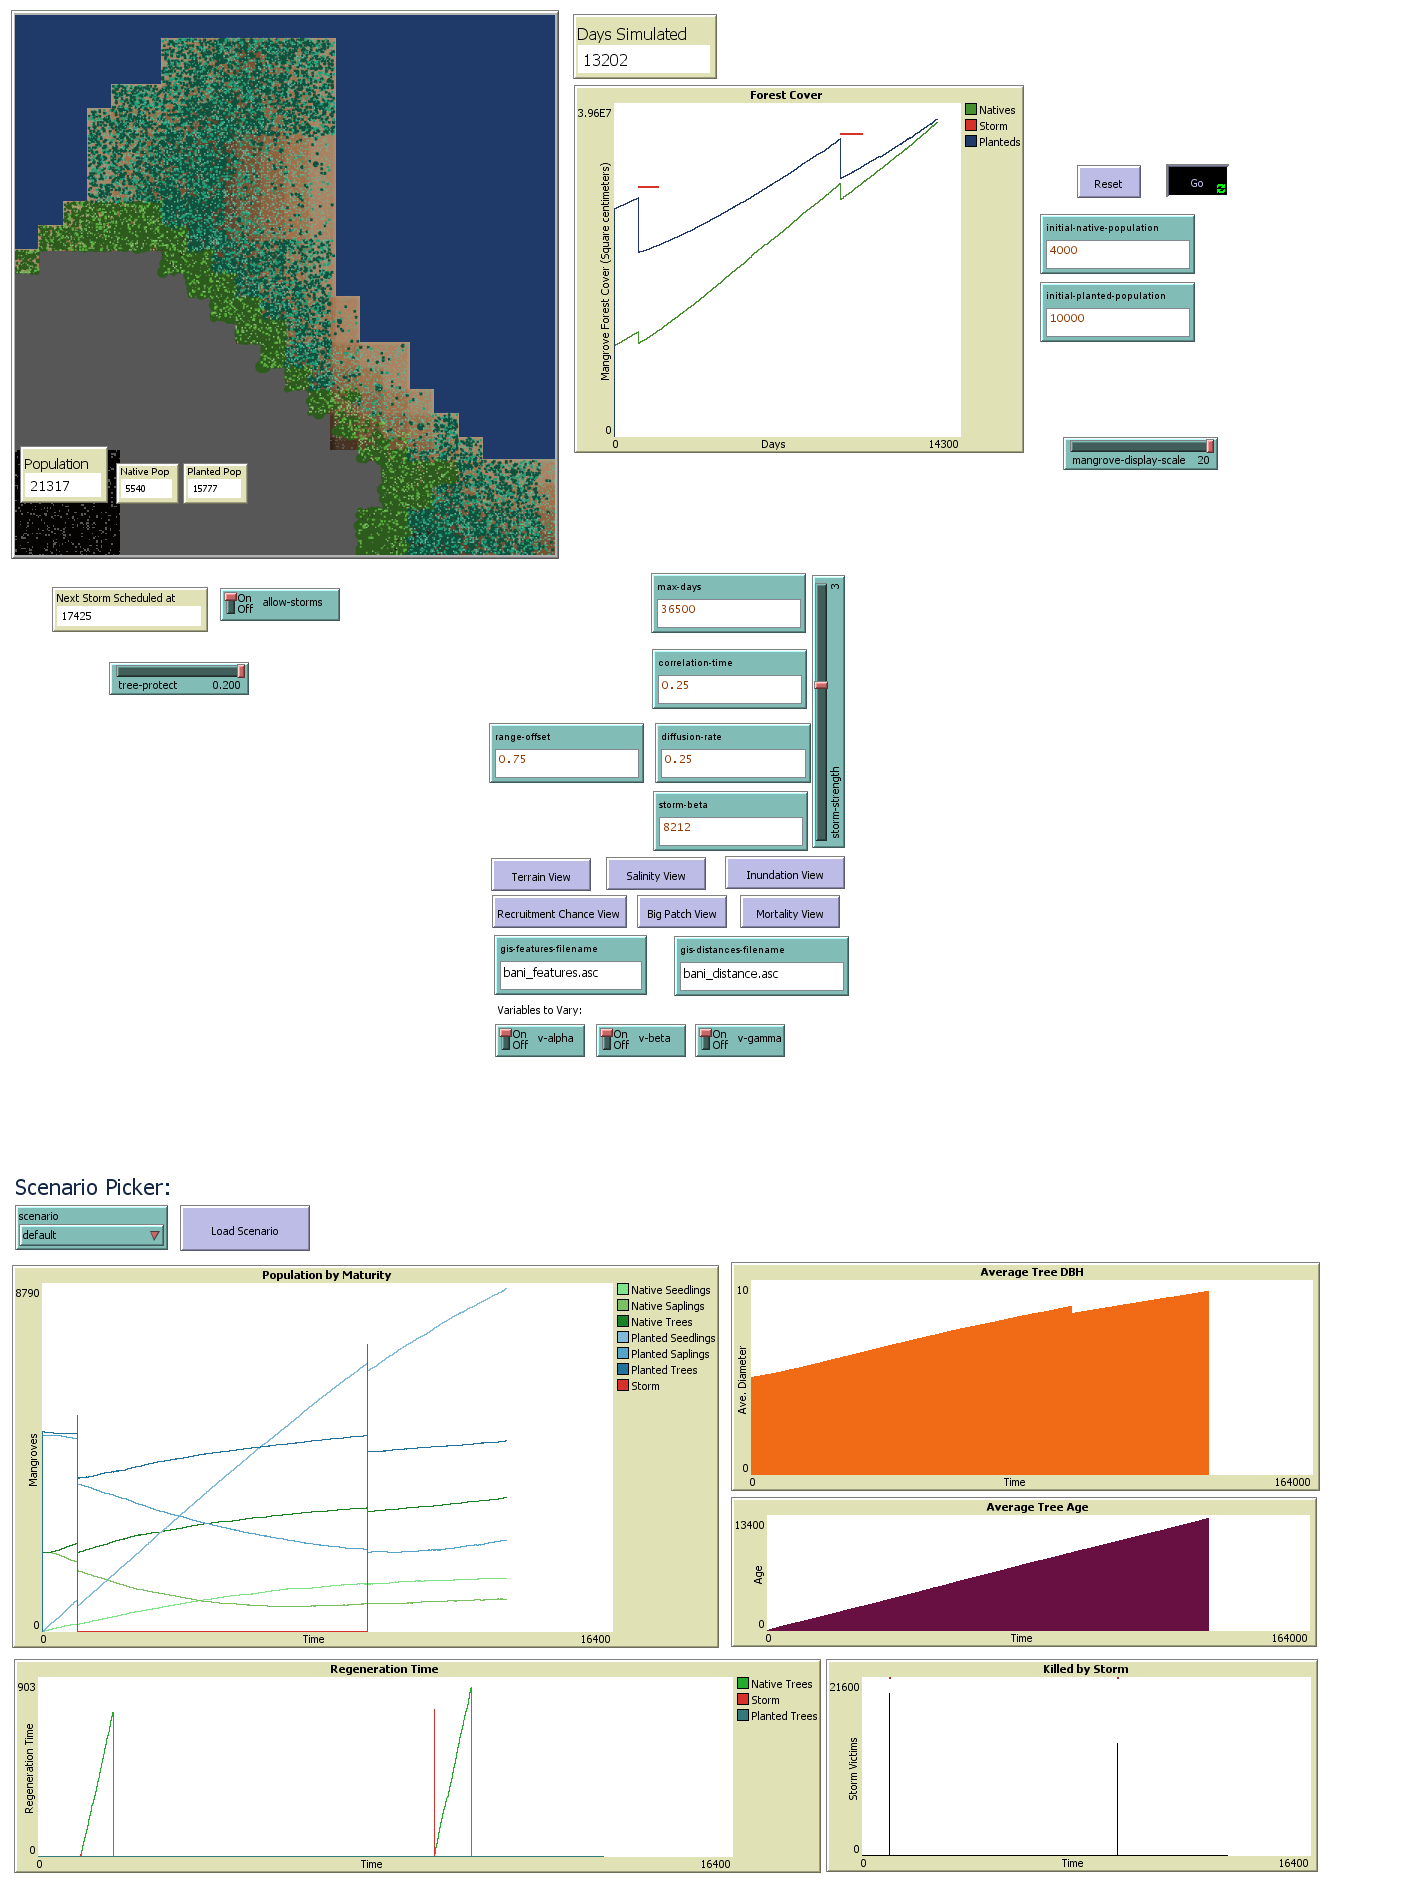 Days Simulated
13202
Forest Cover
3.96E7
Mangrove Forest Cover (Square centimeters)
0
0
Days
14300
Natives
Storm
Planteds
Reset
Go
initial-native-population
4000
initial-planted-population
10000
mangrove-display-scale 20
Population
21317
Native Pop
5540
Planted Pop
15777
Next Storm Scheduled at
17425
On
Off
allow-storms
tree-protect 0.200
max-days
36500
correlation-time
0.25
range-offset
0.75
diffusion-rate
0.25
storm-beta
8212
storm-strength 3
Terrain View
Salinity View
Inundation View
Recruitment Chance View
Big Patch View
Mortality View
gis-features-filename
bani_features.asc
gis-distances-filename
bani_distance.asc
Variables to Vary:
On
Off
v-alpha
On
Off
v-beta
On
Off
v-gamma
Scenario Picker:
scenario
default
Load Scenario
Population by Maturity
8790
Mangroves
0
0
Time
16400
Native Seedlings
Native Saplings
Native Trees
Planted Seedlings
Planted Saplings
Planted Trees
Storm
Average Tree DBH
10
Ave. Diameter
0
0
Time
164000
Average Tree Age
13400
Age
0
0
Time
164000
Regeneration Time
903
Regeneration Time
0
0
Time
16400
Native Trees
Storm
Planted Trees
Killed by Storm
21600
Storm Victims
0
0
Time
16400